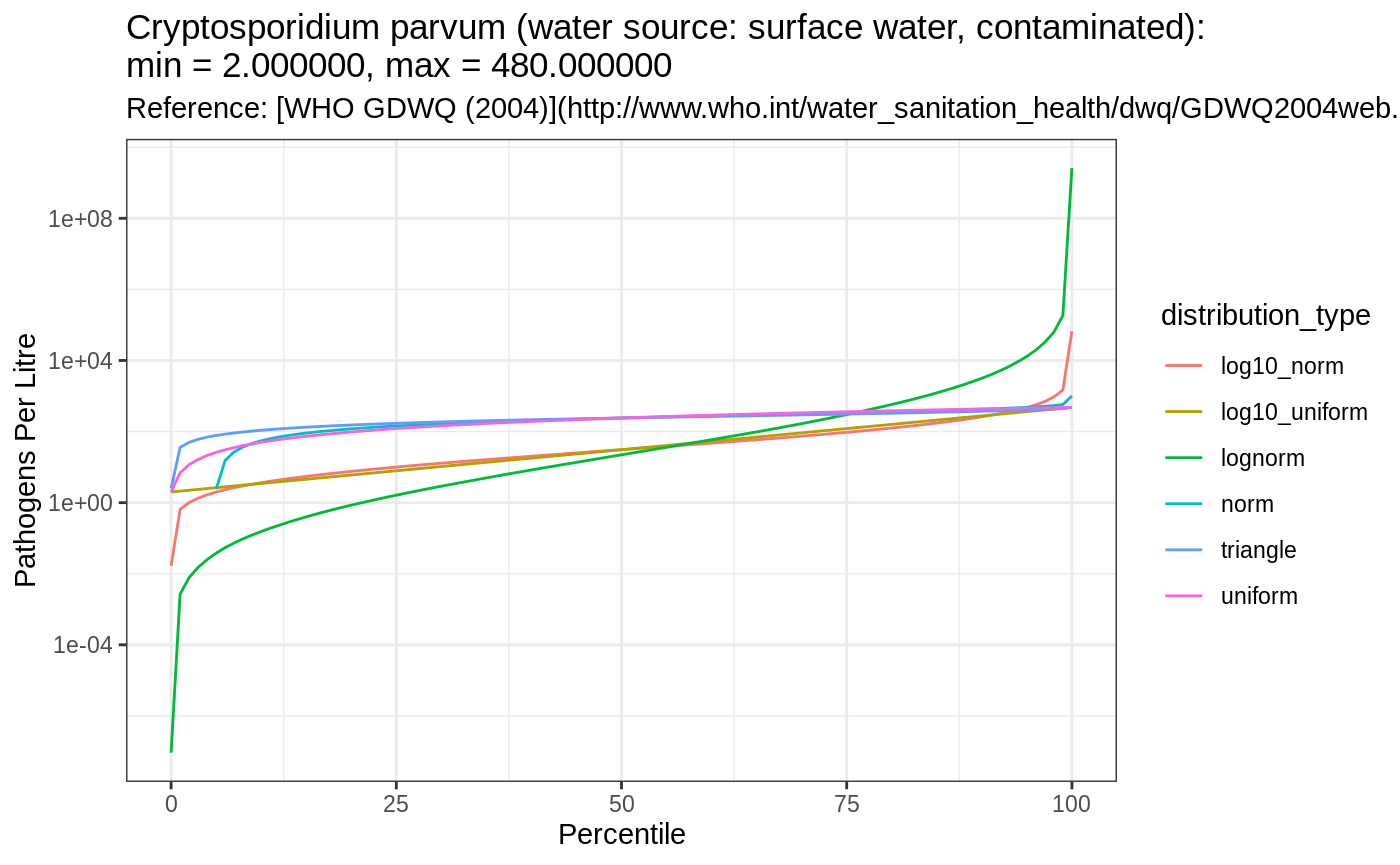 Cryptosporidium parvum (water source: surface water, contaminated):
min = 2.000000, max = 480.000000
Reference: [WHO GDWQ (2004)](http://www.who.int/water_sanitation_health/dwq/GDWQ2004web.
Pathogens Per Litre
1e+08
1e+04
1e+00
1e-04
0 25 50 75 100
Percentile
distribution_type
log10_norm
log10_uniform
lognorm
norm
triangle
uniform